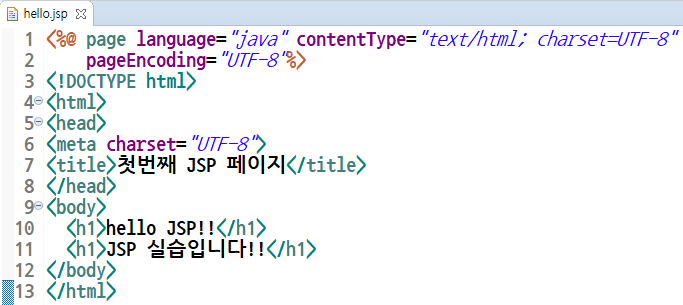 hello.jsp
1 <%@ page language="java" contentType="text/html; charset=UTF-8"
2     pageEncoding="UTF-8"%>
3 <!DOCTYPE html>
4 <html>
5 <head>
6 <meta charset="UTF-8">
7 <title>첫번째 JSP 페이지</title>
8 </head>
9 <body>
10   <h1>hello JSP!!</h1>
11   <h1>JSP 실습입니다!!</h1>
12 </body>
13 </html>